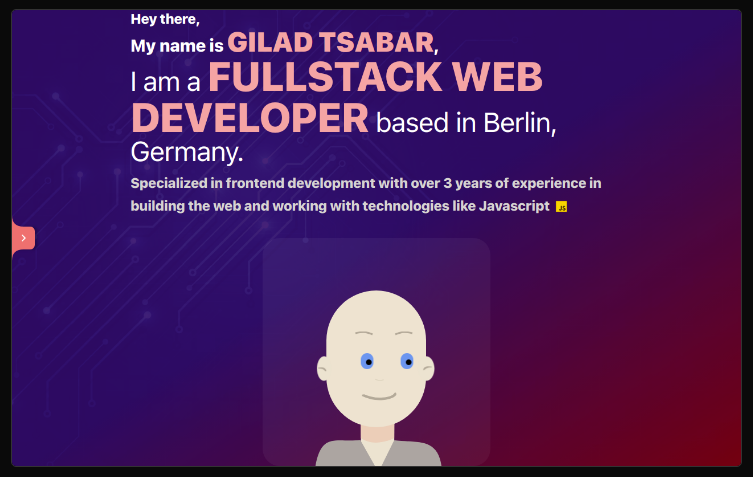 Hey there,
My name is GILAD TSABAR,
I am a FULLSTACK WEB
DEVELOPER based in Berlin,
Germany.
Specialized in frontend development with over 3 years of experience in
building the web and working with technologies like Javascript JS